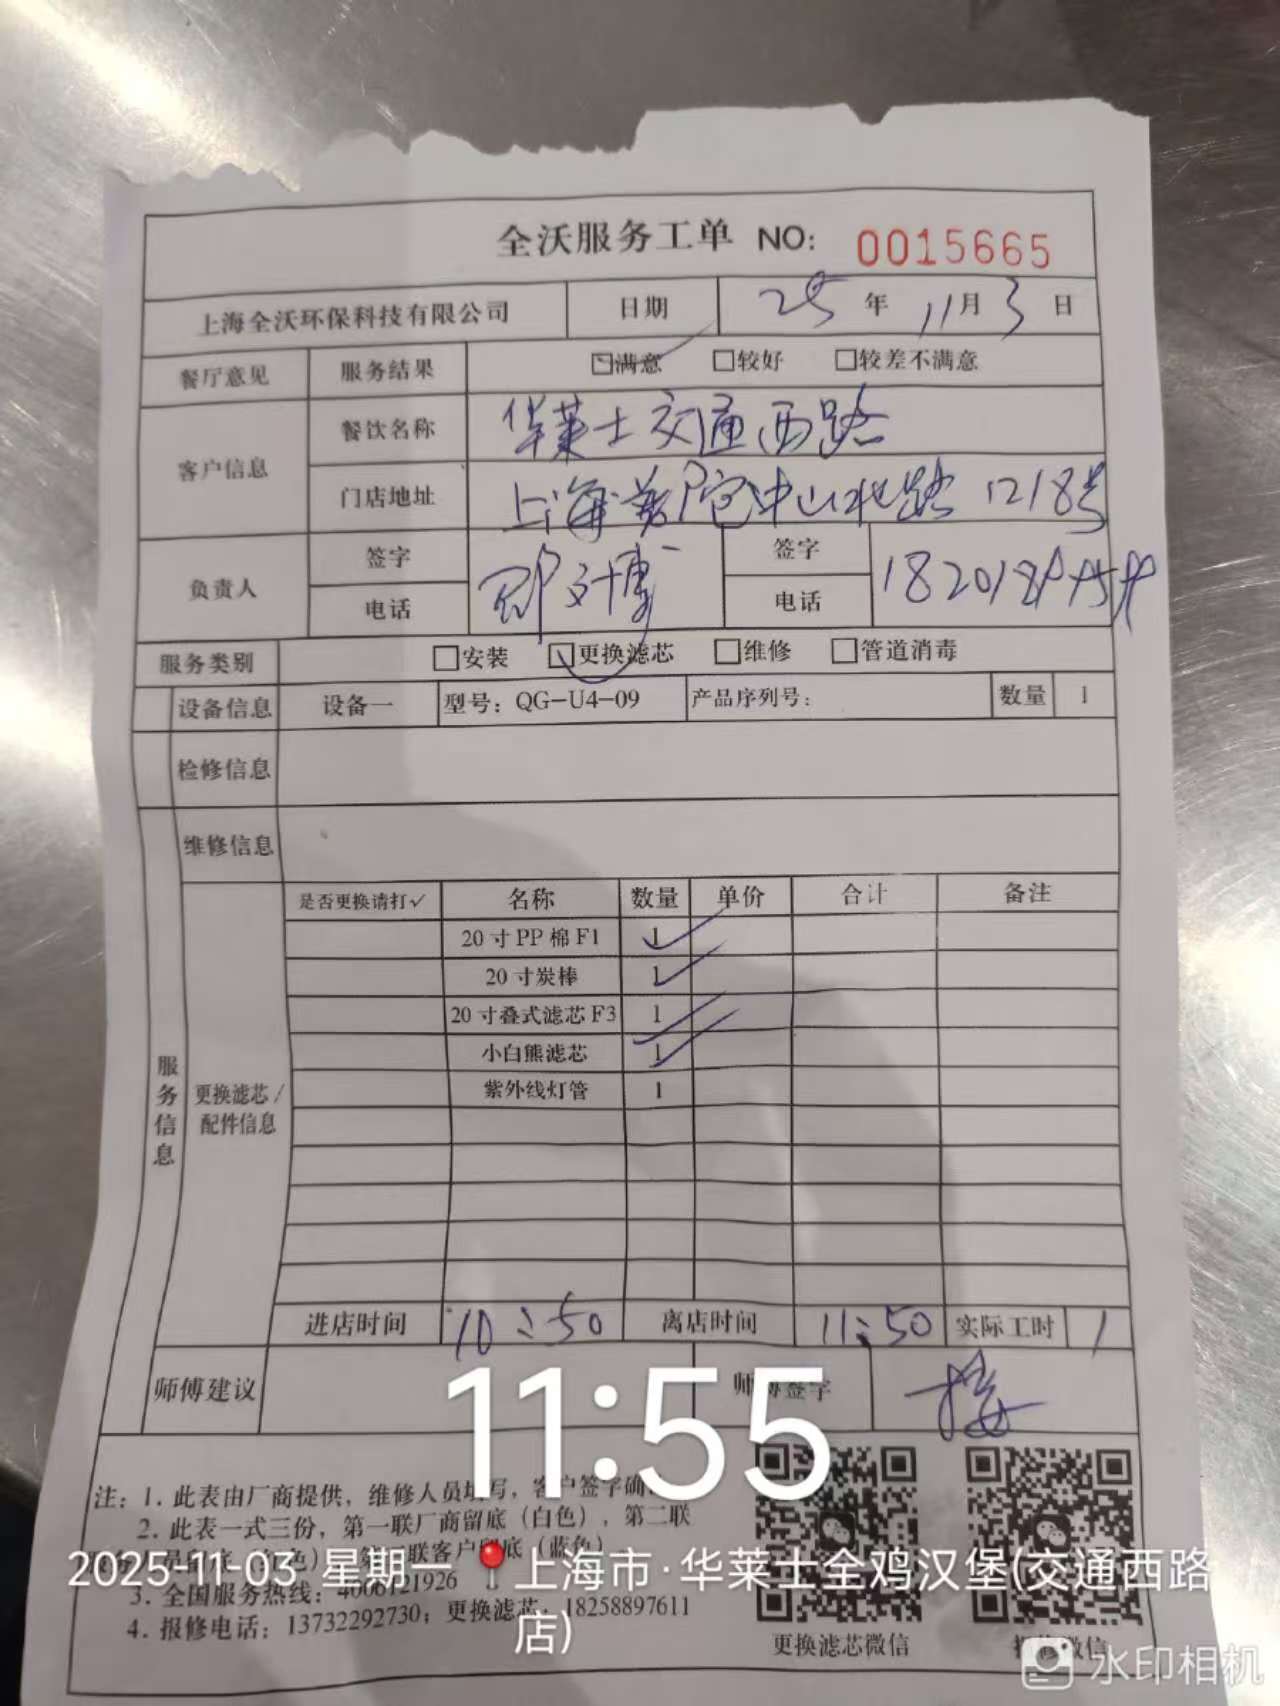 全沃服务工单 NO: 0015665
上海全沃环保科技有限公司 日期 25 年 11 月 3 日
餐厅意见 服务结果 ☑满意 □较好 □较差不满意
客户信息 餐饮名称 华莱士交通西路
门店地址 上海普陀中山北路 1218号
负责人 签字 签字
电话 电话
服务类别 □安装 ☑更换滤芯 □维修 □管道消毒
设备信息 设备一 型号: QG-U4-09 产品序列号: 数量 1
检修信息
维修信息
服务信息
更换滤芯/配件信息
是否更换请打✓ 名称 数量 单价 合计 备注
20寸PP棉F1 1 ✓
20寸炭棒 1 ✓
20寸叠式滤芯F3 1 ✓
小白熊滤芯 1 ✓
紫外线灯管 1
进店时间 10:50 离店时间 11:50 实际工时 1
师傅建议 师傅签字
11:55
注: 1. 此表由厂商提供, 维修人员填写, 客户签字确
2. 此表一式三份, 第一联厂商留底 (白色), 第二联
联客户留底 (蓝色)
2025-11-03 星期一 上海市·华莱士全鸡汉堡(交通西路店)
3. 全国服务热线: 4006121926
4. 报修电话: 13732292730; 更换滤芯: 18258897611
更换滤芯微信 微信
水印相机